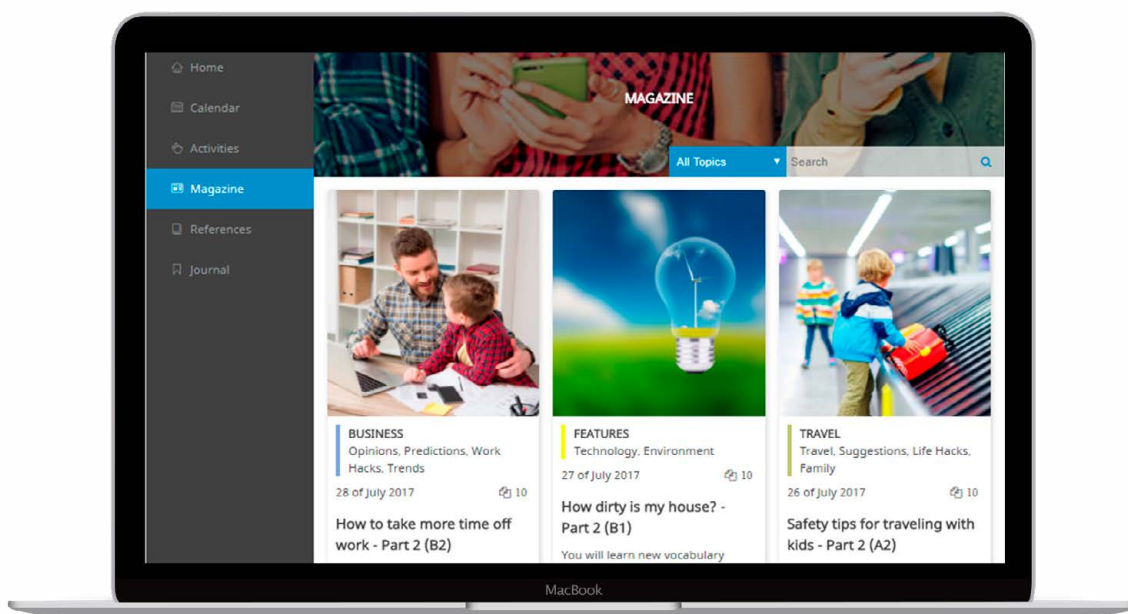 Home
Calendar
Activities
Magazine
References
Journal
MAGAZINE
All Topics
Search
BUSINESS
Opinions, Predictions, Work
Hacks, Trends
28 of July 2017
10
How to take more time off
work - Part 2 (B2)
FEATURES
Technology, Environment
27 of July 2017
10
How dirty is my house? -
Part 2 (B1)
You will learn new vocabulary
TRAVEL
Travel, Suggestions, Life Hacks,
Family
26 of July 2017
10
Safety tips for traveling with
kids - Part 2 (A2)
MacBook